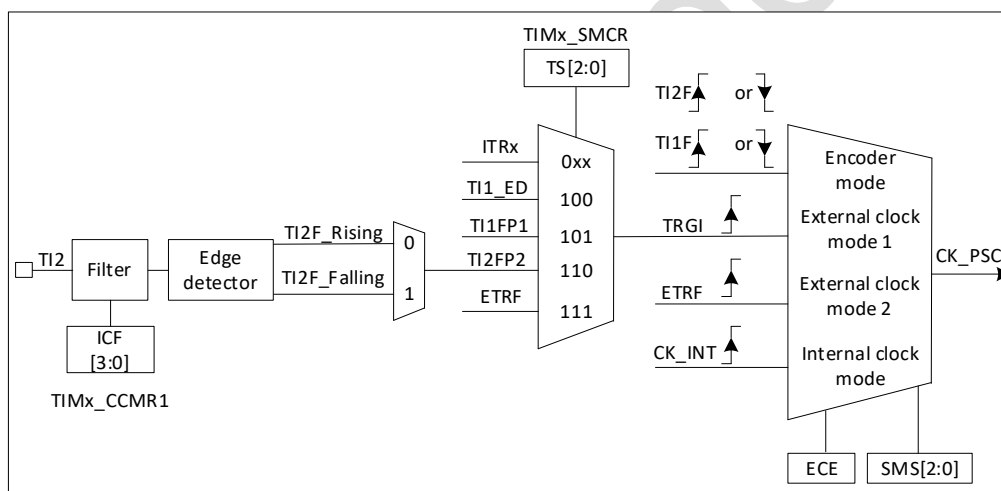 TIMx_SMCR
TS[2:0]
TI2F or
TI1F or
ITRx
0xx
Encoder
mode
TI1_ED
100
TI2F_Rising
0
TI1FP1
101
TRGI
External clock
mode 1
CK_PSC
TI2
Filter
Edge
detector
TI2F_Falling
1
TI2FP2
110
ETRF
111
ETRF
External clock
mode 2
ICF
[3:0]
CK_INT
Internal clock
mode
TIMx_CCMR1
ECE
SMS[2:0]